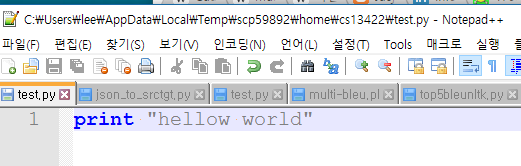 C:₩Users₩lee₩AppData₩Local₩Temp₩scp59892₩home₩cs13422₩test.py - Notepad++
파일(F) 편집(E) 찾기(S) 보기(V) 인코딩(N) 언어(L) 설정(T) Tools 매크로 실행
test.py json_to_srctgt.py test.py multi-bleu.pl top5bleunltk.py
1 print "hellow world"